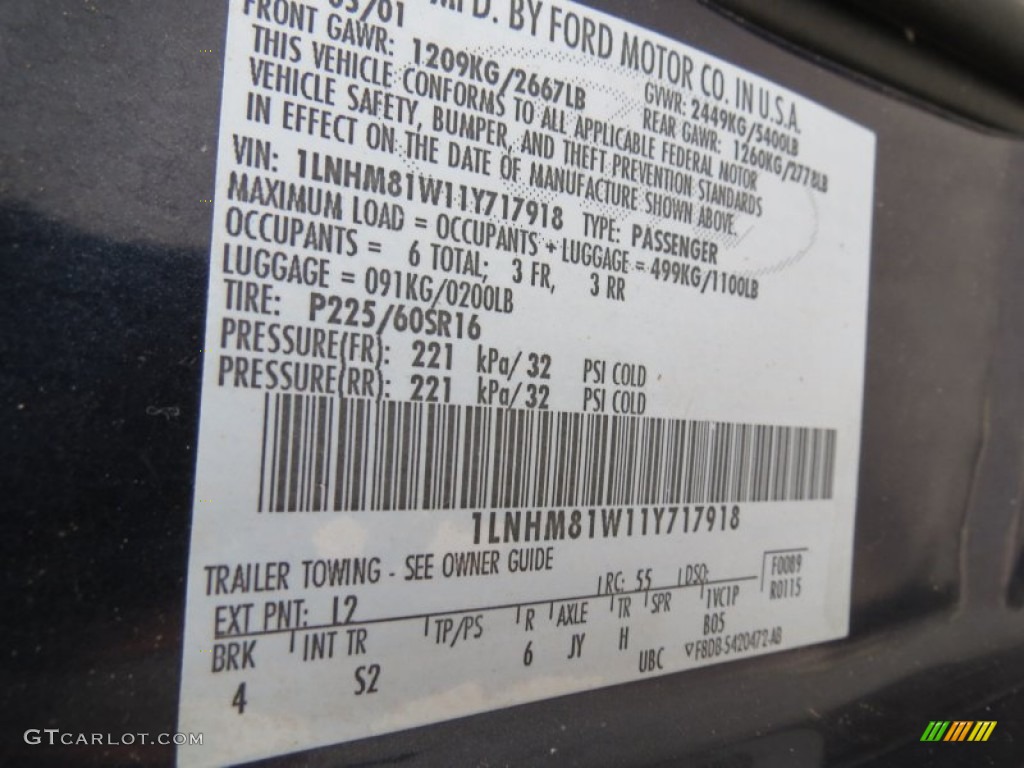 MFD. BY FORD MOTOR CO. IN U.S.A.
/01 GVWR: 2449KG/5400LB
FRONT GAWR: 1209KG/2667LB REAR GAWR: 1260KG/2778LB
THIS VEHICLE CONFORMS TO ALL APPLICABLE FEDERAL MOTOR
VEHICLE SAFETY, BUMPER, AND THEFT PREVENTION STANDARDS
IN EFFECT ON THE DATE OF MANUFACTURE SHOWN ABOVE.
VIN: 1LNHM81W11Y717918 TYPE: PASSENGER
MAXIMUM LOAD = OCCUPANTS + LUGGAGE = 499KG/1100LB
OCCUPANTS = 6 TOTAL; 3 FR, 3 RR
LUGGAGE = 091KG/0200LB
TIRE: P225/60SR16
PRESSURE(FR): 221 kPa/32 PSI COLD
PRESSURE(RR): 221 kPa/32 PSI COLD
1LNHM81W11Y717918
TRAILER TOWING - SEE OWNER GUIDE
F0089
EXT PNT: L2 RC: 55 DSO: R0115
BRK INT TR TP/PS R AXLE TR SPR 1VC1P
4 S2 6 JY H B05
UBC ▽F8DB-5420472-AB
GTCARLOT.COM